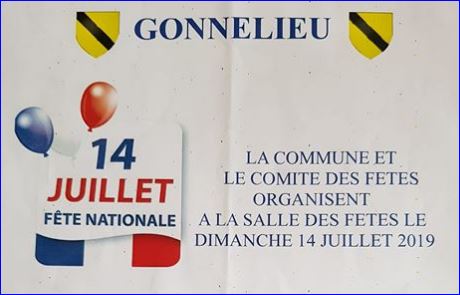 GONNELIEU
14
JUILLET
FÊTE NATIONALE
LA COMMUNE ET
LE COMITE DES FETES
ORGANISENT
A LA SALLE DES FETES LE
DIMANCHE 14 JUILLET 2019